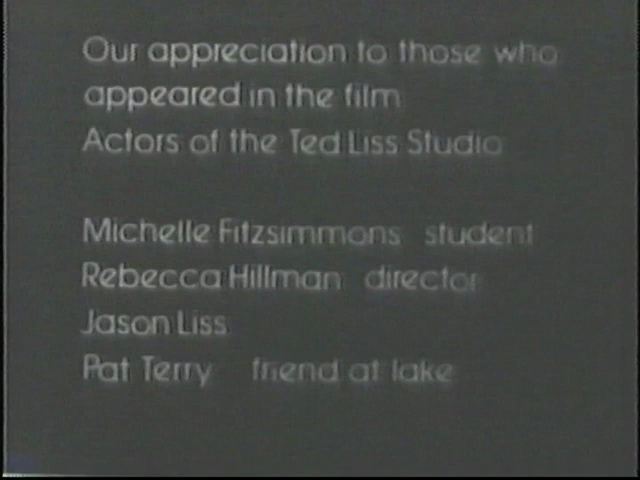 Our appreciation to those who
appeared in the film
Actors of the Ted Liss Studio
Michelle Fitzsimmons student
Rebecca Hillman director
Jason Liss
Pat Terry friend at lake